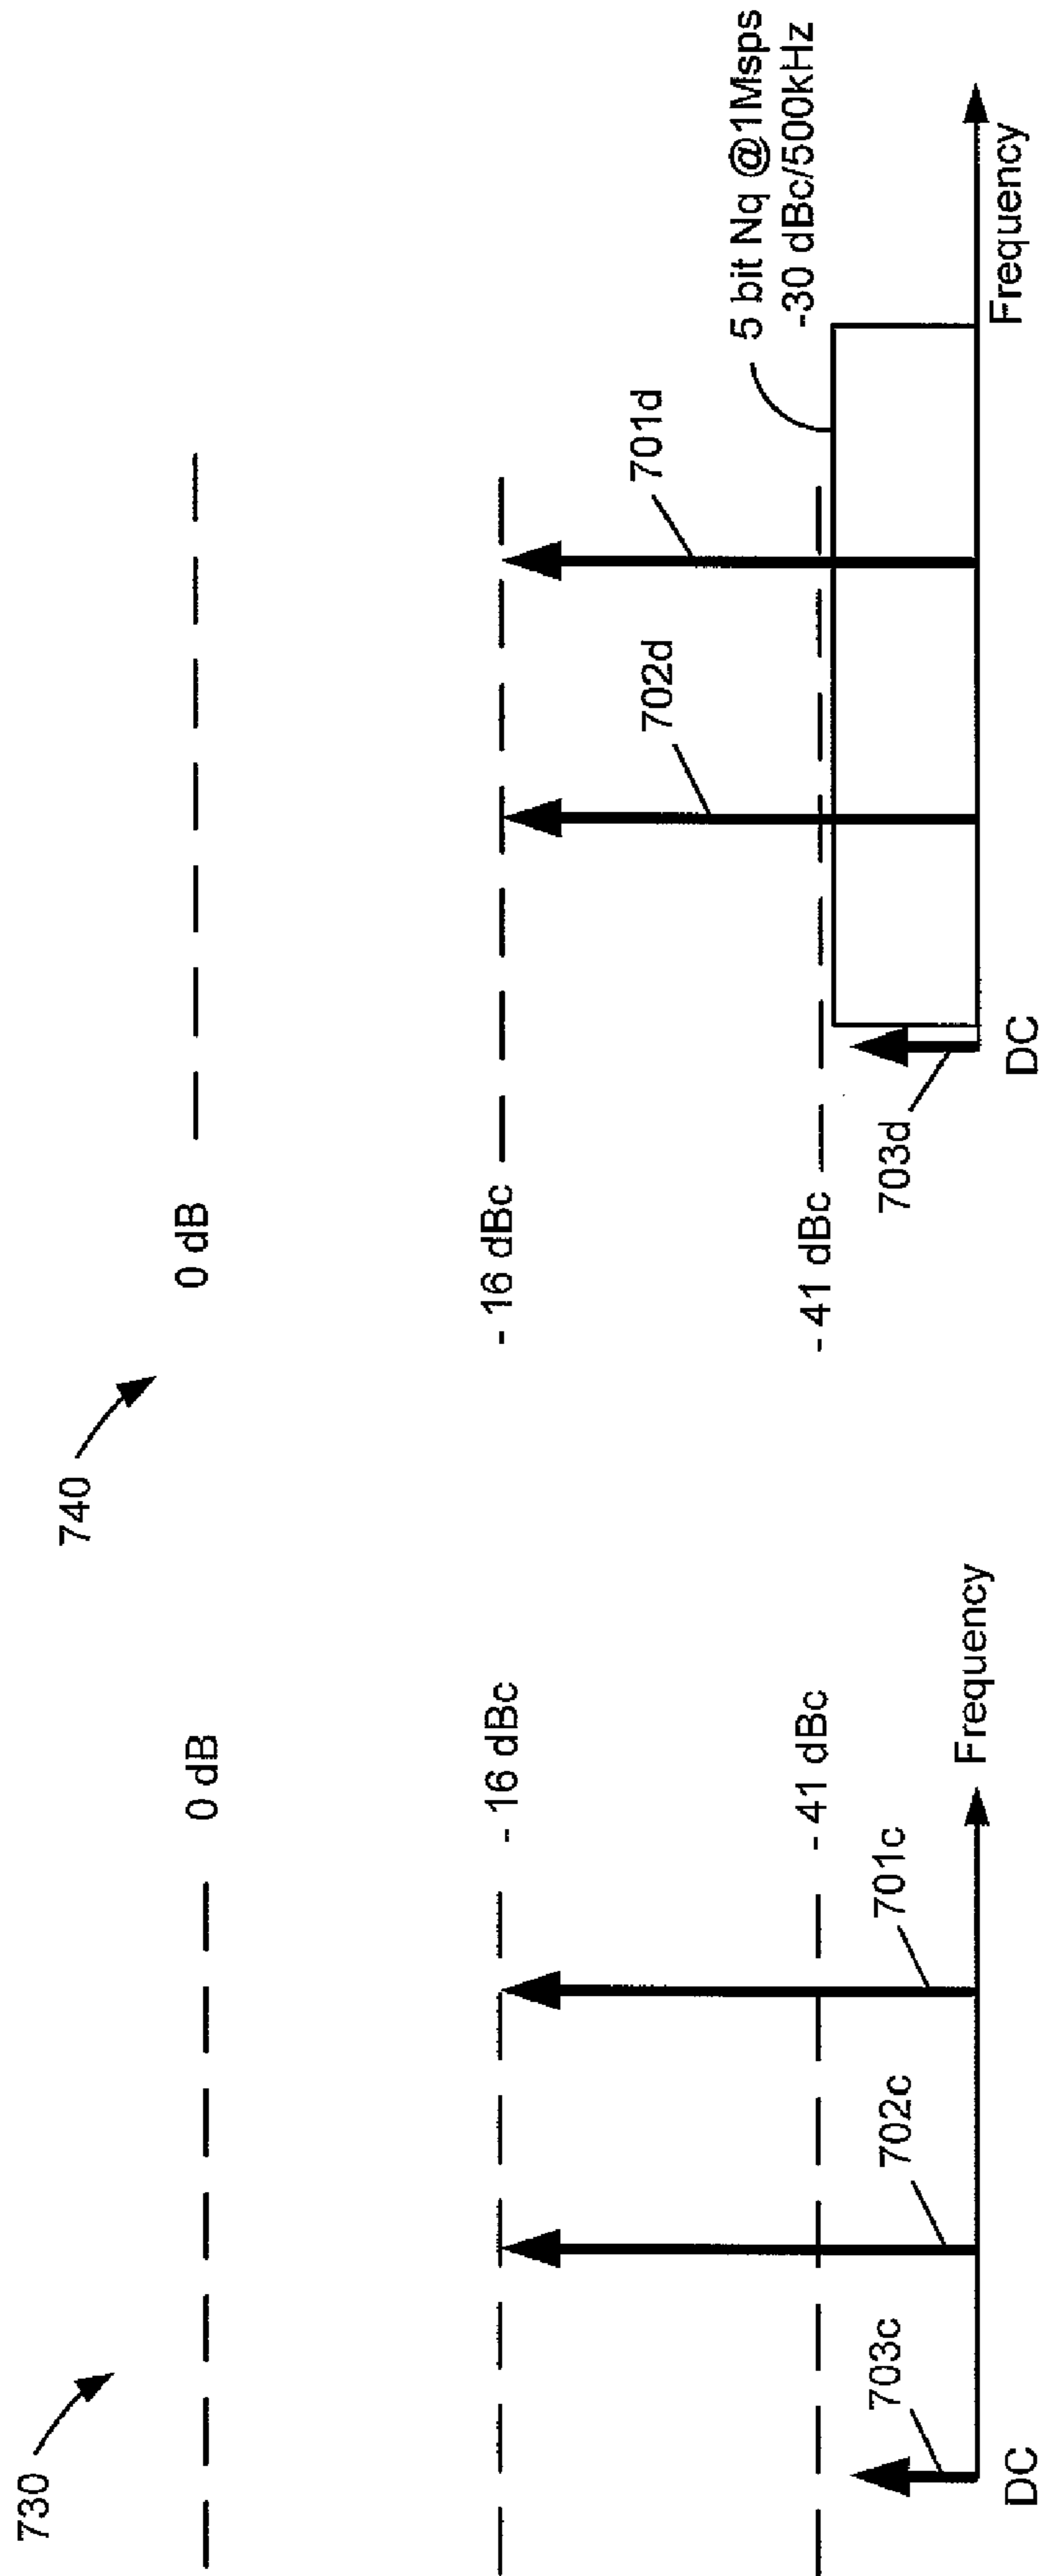 730
0 dB
- 16 dBc
- 41 dBc
703c
702c
701c
DC
Frequency
740
0 dB
- 16 dBc
- 41 dBc
703d
702d
701d
5 bit Nq @1Msps
-30 dBc/500kHz
DC
Frequency